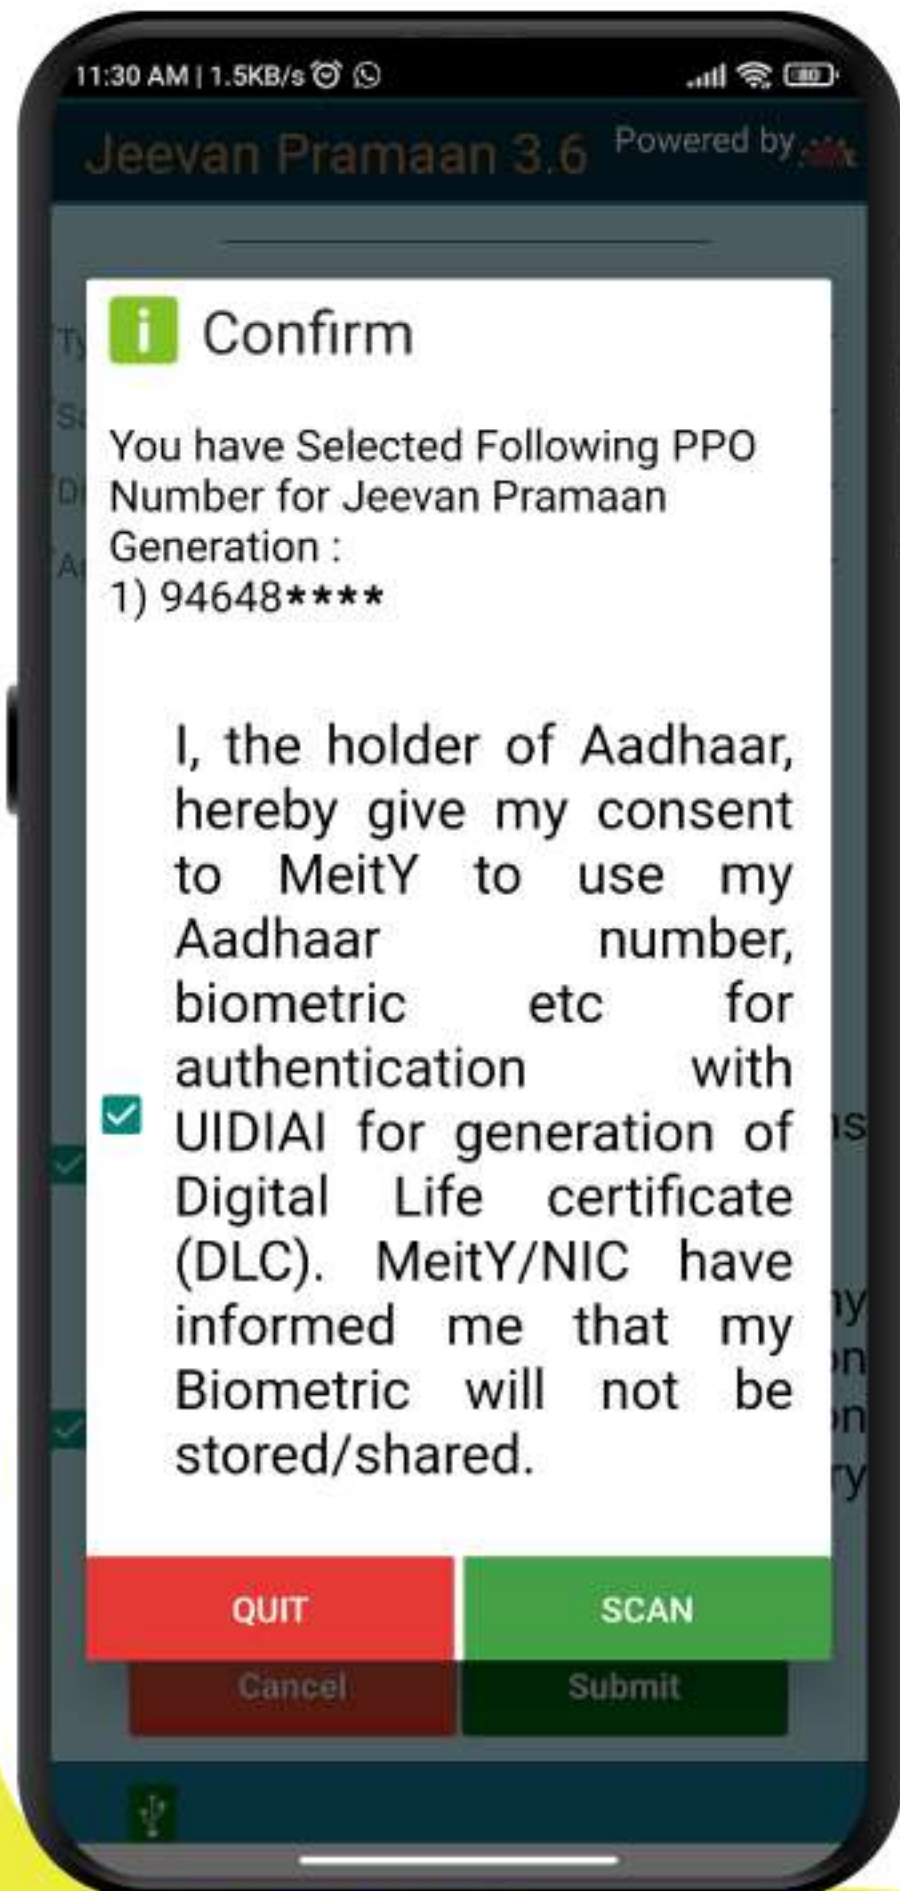 11:30 AM | 1.5KB/s
80
Jeevan Pramaan 3.6 Powered by
Confirm
You have Selected Following PPO
Number for Jeevan Pramaan
Generation :
1) 94648****
I, the holder of Aadhaar,
hereby give my consent
to MeitY to use my
Aadhaar number,
biometric etc for
authentication with
UIDIAI for generation of
Digital Life certificate
(DLC). MeitY/NIC have
informed me that my
Biometric will not be
stored/shared.
QUIT SCAN
Cancel Submit